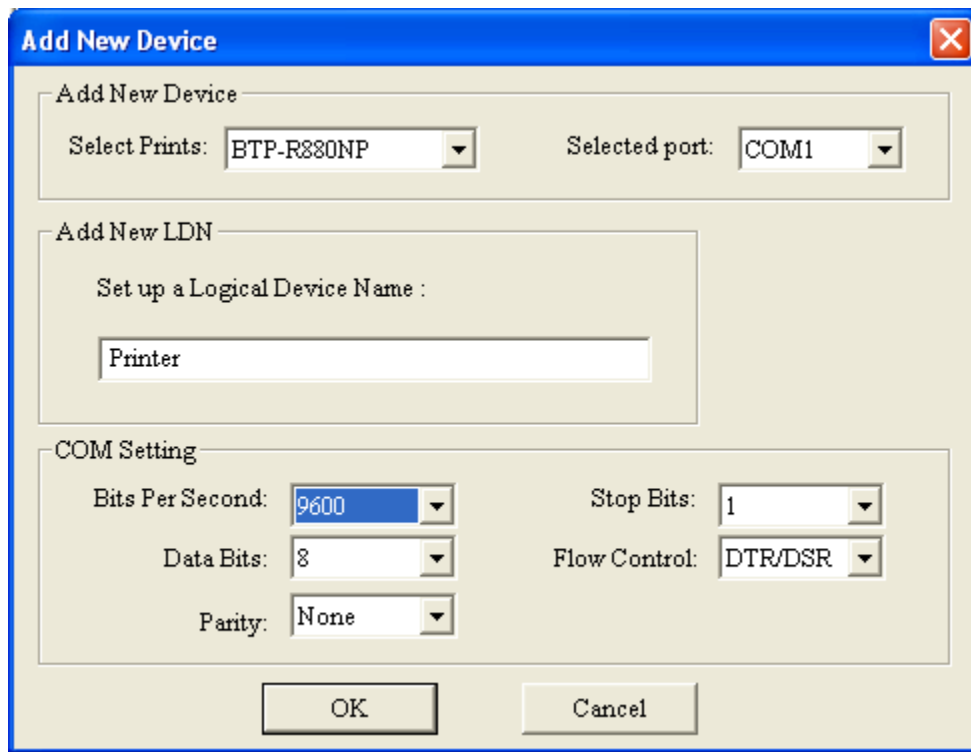 Add New Device
Add New Device
Select Prints: BTP-R880NP Selected port: COM1
Add New LDN
Set up a Logical Device Name :
Printer
COM Setting
Bits Per Second: 9600 Stop Bits: 1
Data Bits: 8 Flow Control: DTR/DSR
Parity: None
OK Cancel